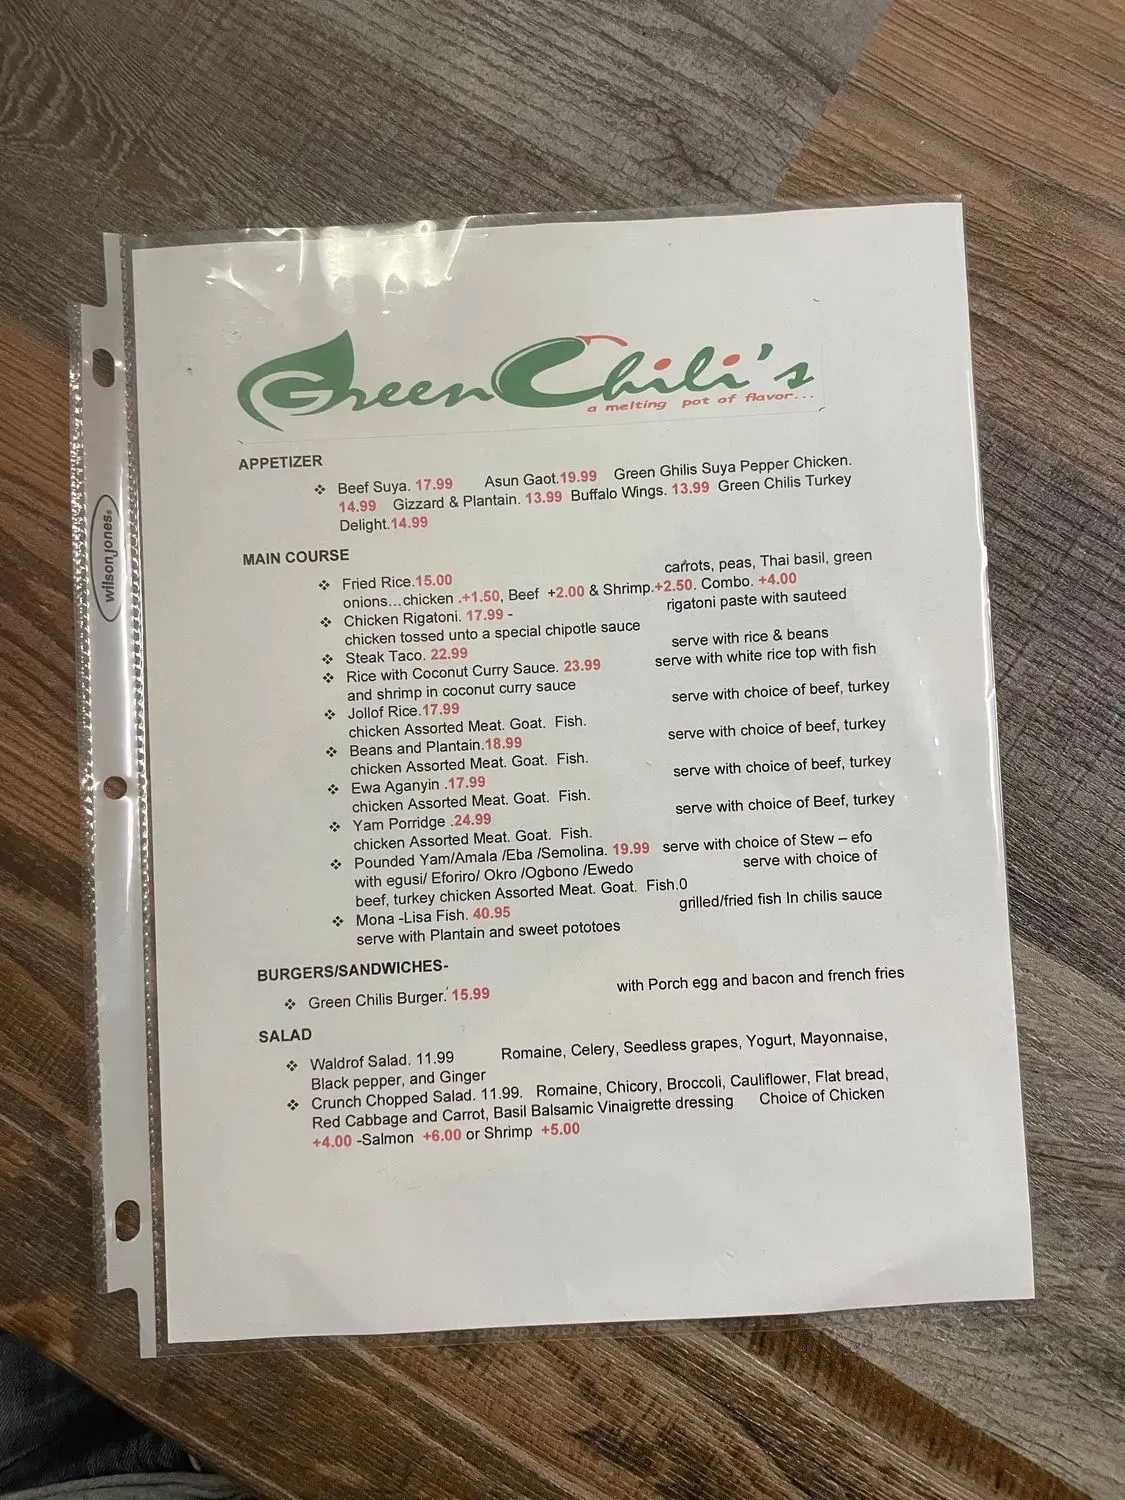 wilsonjones®
Green Chili's
a melting pot of flavor...
APPETIZER
❖ Beef Suya. 17.99 Asun Gaot.19.99 Green Ghilis Suya Pepper Chicken.
14.99 Gizzard & Plantain. 13.99 Buffalo Wings. 13.99 Green Chilis Turkey
Delight.14.99
MAIN COURSE
❖ Fried Rice.15.00 carrots, peas, Thai basil, green
onions...chicken .+1.50, Beef +2.00 & Shrimp.+2.50. Combo. +4.00
❖ Chicken Rigatoni. 17.99 - rigatoni paste with sauteed
chicken tossed unto a special chipotle sauce
❖ Steak Taco. 22.99 serve with rice & beans
❖ Rice with Coconut Curry Sauce. 23.99 serve with white rice top with fish
and shrimp in coconut curry sauce
❖ Jollof Rice.17.99 serve with choice of beef, turkey
chicken Assorted Meat. Goat. Fish.
❖ Beans and Plantain.18.99 serve with choice of beef, turkey
chicken Assorted Meat. Goat. Fish.
❖ Ewa Aganyin .17.99 serve with choice of beef, turkey
chicken Assorted Meat. Goat. Fish.
❖ Yam Porridge .24.99 serve with choice of Beef, turkey
chicken Assorted Meat. Goat. Fish.
❖ Pounded Yam/Amala /Eba /Semolina. 19.99 serve with choice of Stew – efo
with egusi/ Eforiro/ Okro /Ogbono /Ewedo serve with choice of
beef, turkey chicken Assorted Meat. Goat. Fish.0
❖ Mona -Lisa Fish. 40.95 grilled/fried fish In chilis sauce
serve with Plantain and sweet pototoes
BURGERS/SANDWICHES-
❖ Green Chilis Burger. 15.99 with Porch egg and bacon and french fries
SALAD
❖ Waldrof Salad. 11.99 Romaine, Celery, Seedless grapes, Yogurt, Mayonnaise,
Black pepper, and Ginger
❖ Crunch Chopped Salad. 11.99. Romaine, Chicory, Broccoli, Cauliflower, Flat bread,
Red Cabbage and Carrot, Basil Balsamic Vinaigrette dressing Choice of Chicken
+4.00 -Salmon +6.00 or Shrimp +5.00